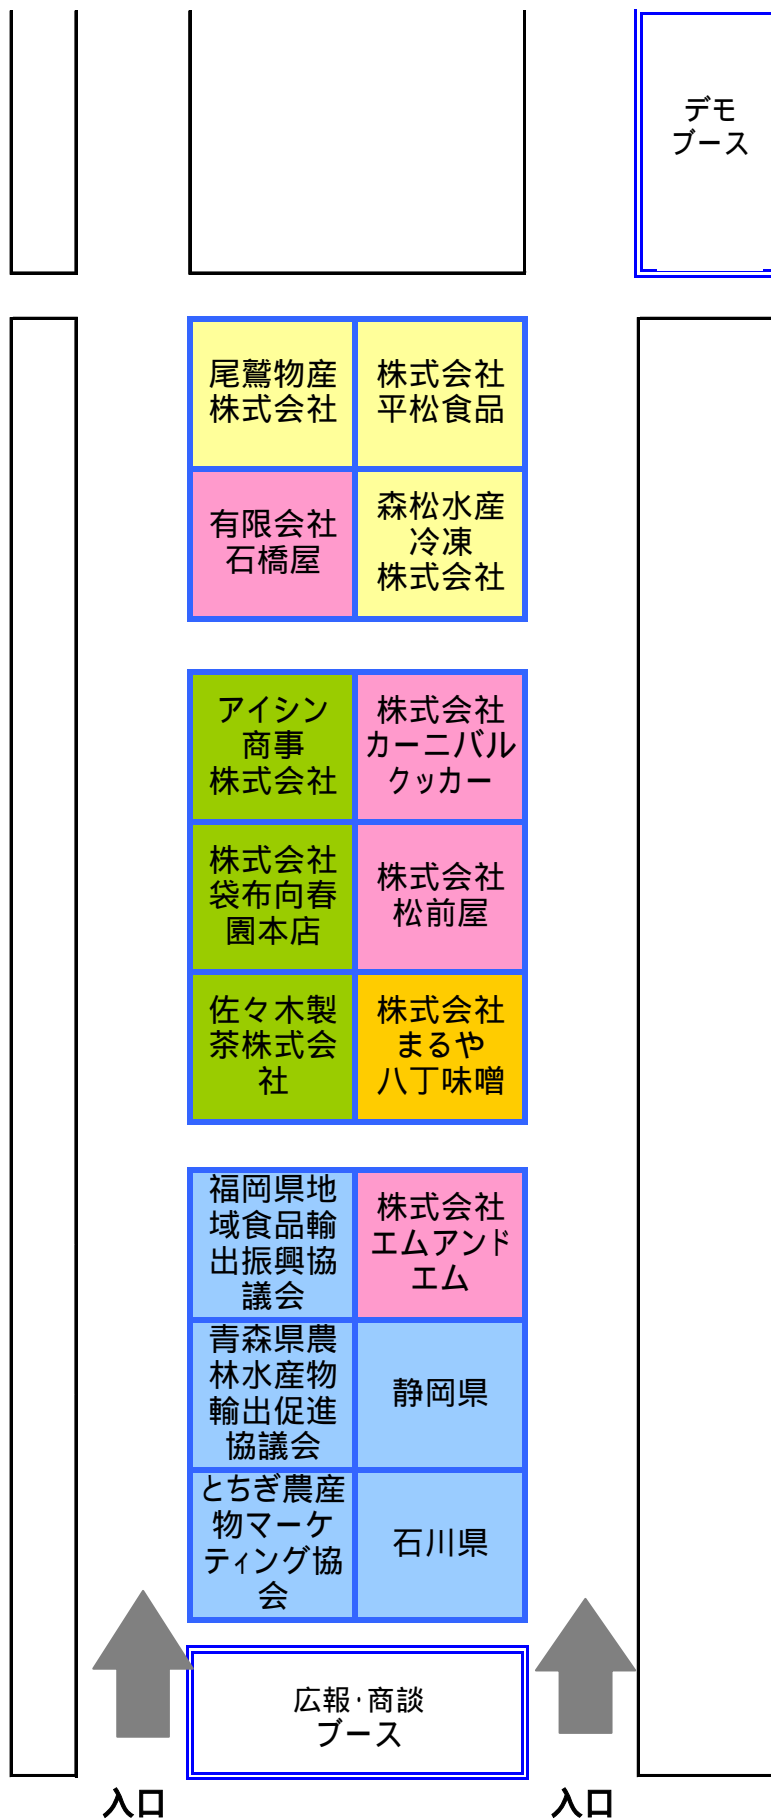 デモ
ブース
尾鷲物産
株式会社
株式会社
平松食品
有限会社
石橋屋
森松水産
冷凍
株式会社
アイシン
商事
株式会社
株式会社
カーニバル
クッカー
株式会社
袋布向春
園本店
株式会社
松前屋
佐々木製
茶株式会
社
株式会社
まるや
八丁味噌
福岡県地
域食品輸
出振興協
議会
株式会社
エムアンド
エム
青森県農
林水産物
輸出促進
協議会
静岡県
とちぎ農産
物マーケ
ティング協
会
石川県
広報・商談
ブース
入口
入口